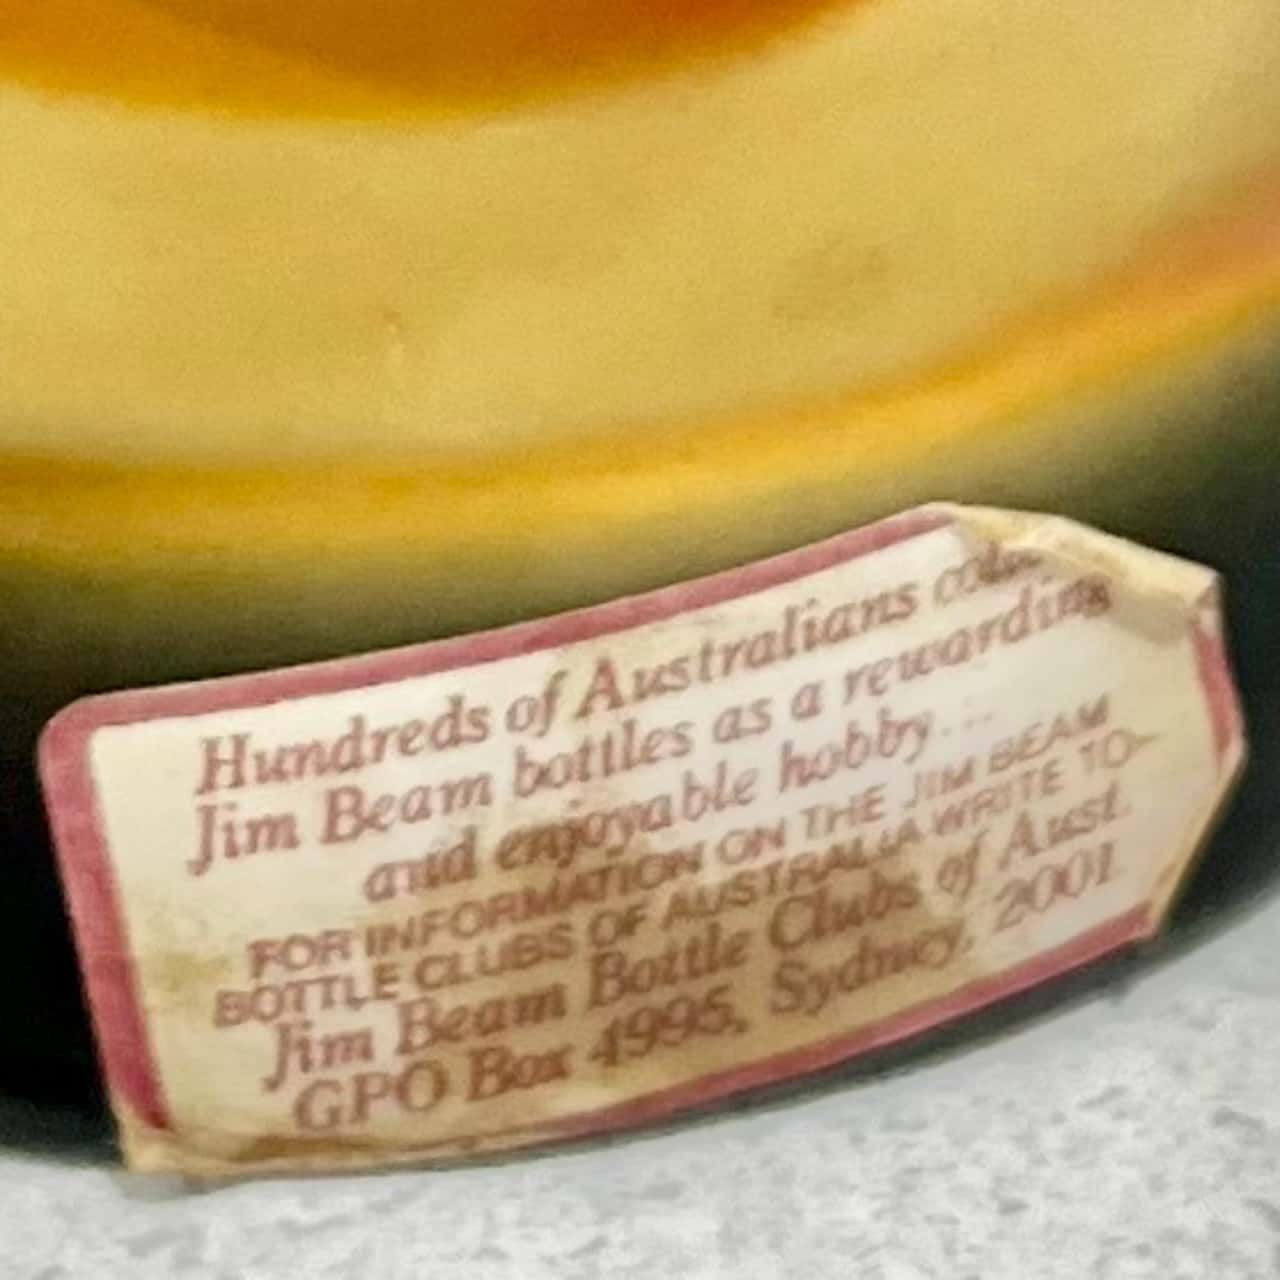 Hundreds of Australians
Jim Beam bottles as a rewarding
and enjoyable hobby...
FOR INFORMATION ON THE JIM BEAM
BOTTLE CLUBS OF AUSTRALIA WRITE TO-
Jim Beam Bottle Clubs of Aust.
GPO Box 4995, Sydney, 2001